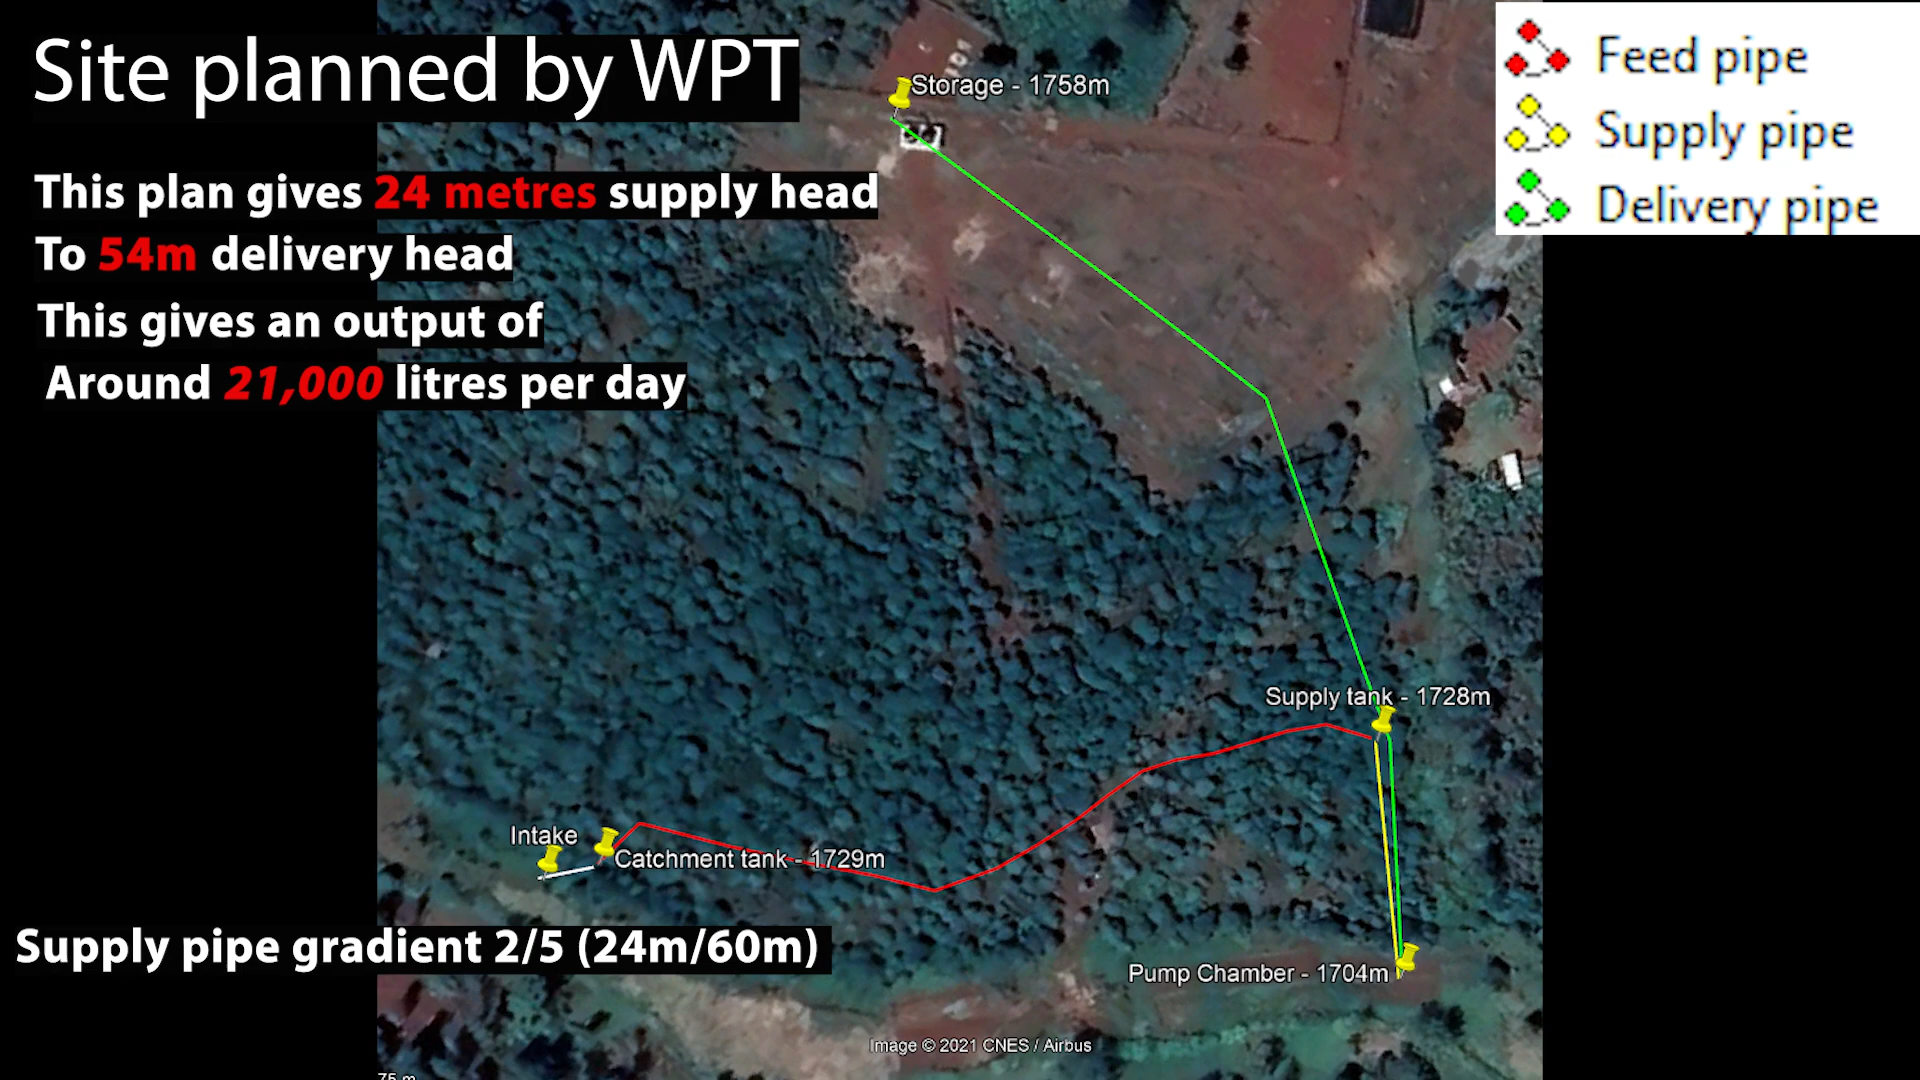 Site planned by WPT
This plan gives 24 metres supply head
To 54m delivery head
This gives an output of
Around 21,000 litres per day
Feed pipe
Supply pipe
Delivery pipe
Storage - 1758m
Supply tank - 1728m
Intake
Catchment tank - 1729m
Supply pipe gradient 2/5 (24m/60m)
Pump Chamber - 1704m
Image © 2021 CNES / Airbus
75 m